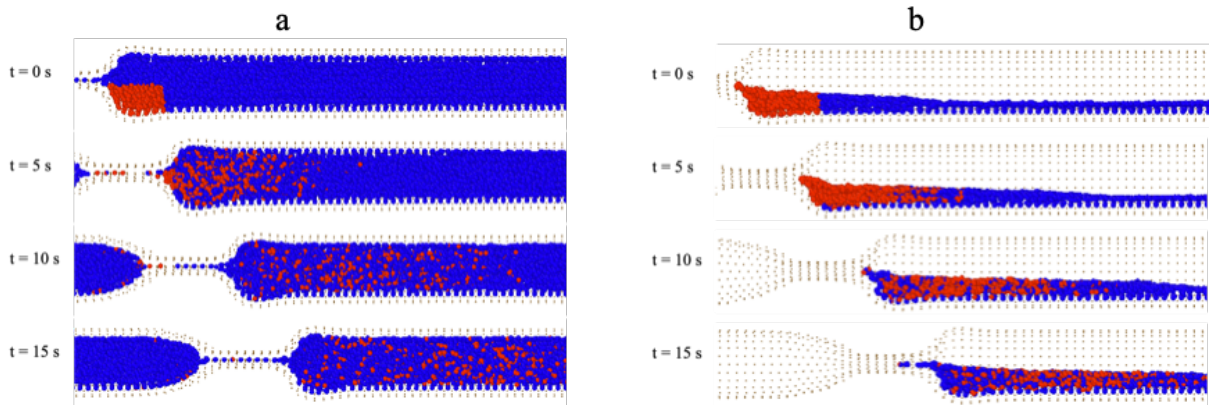 a
t = 0 s
t = 5 s
t = 10 s
t = 15 s
b
t = 0 s
t = 5 s
t = 10 s
t = 15 s